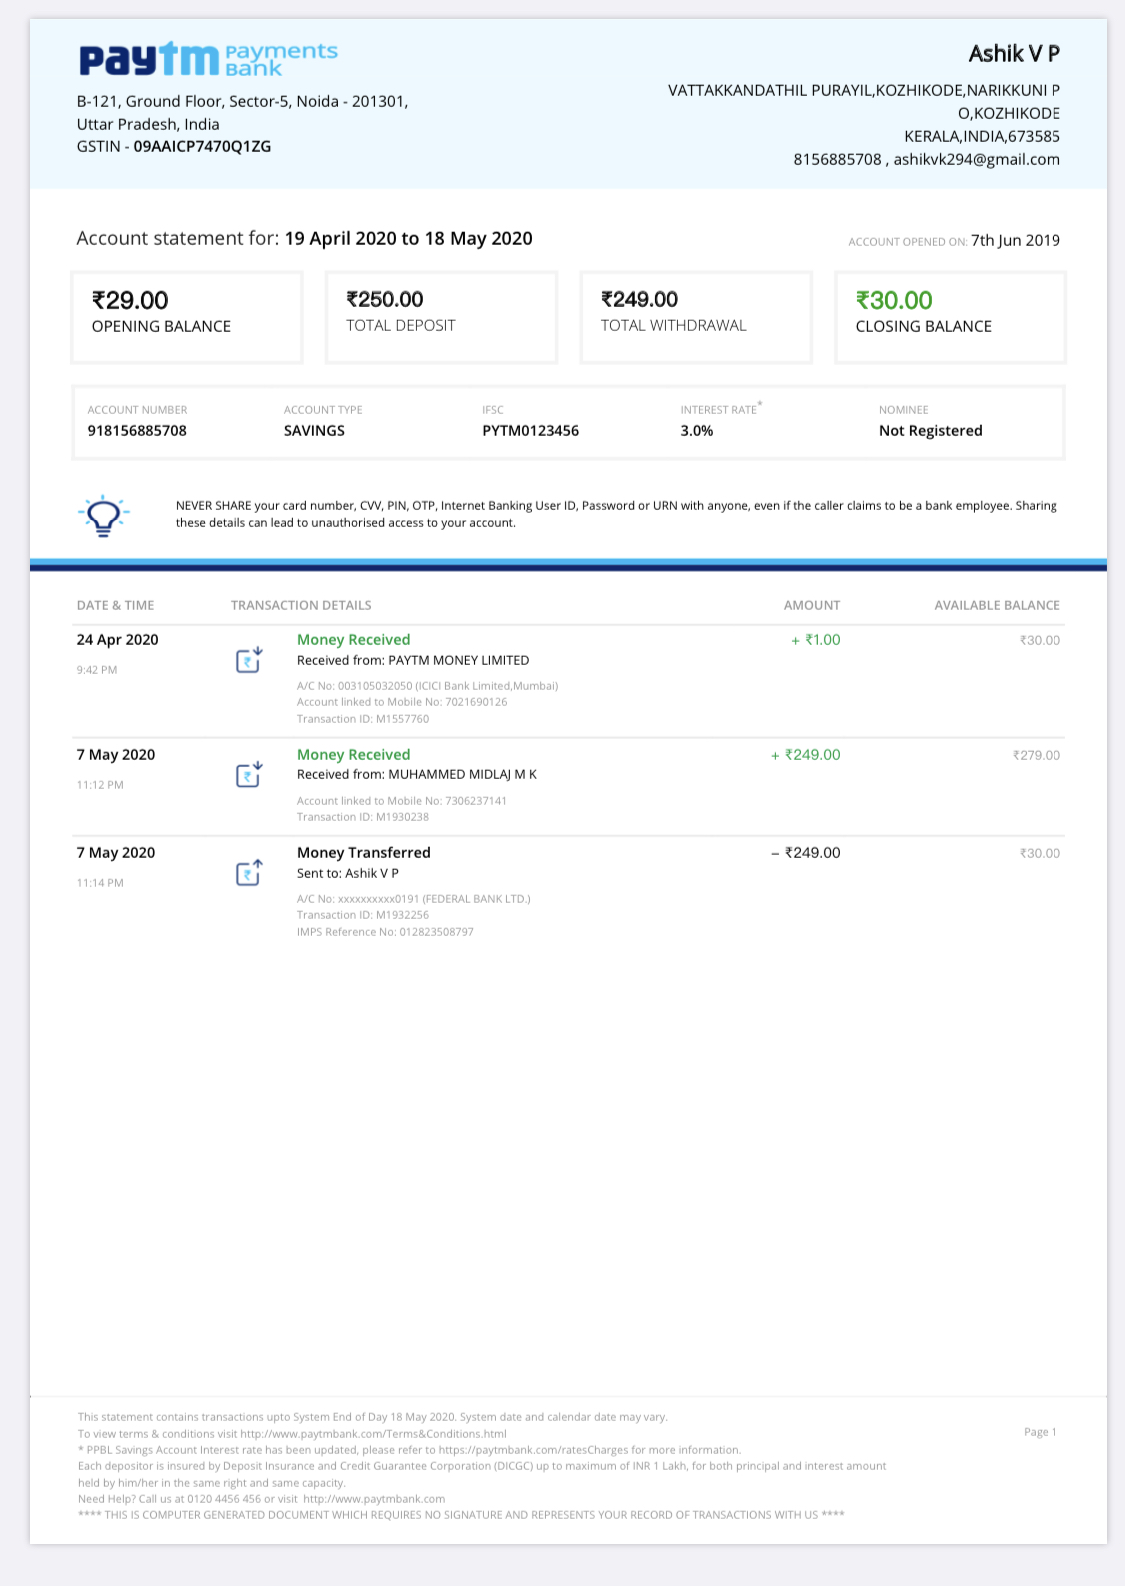 paytm Payments Bank
B-121, Ground Floor, Sector-5, Noida - 201301,
Uttar Pradesh, India
GSTIN - 09AAICP7470Q1ZG
Ashik V P
VATTAKKANDATHIL PURAYIL,KOZHIKODE,NARIKKUNI P
O,KOZHIKODE
KERALA,INDIA,673585
8156885708 , ashikvk294@gmail.com
Account statement for: 19 April 2020 to 18 May 2020
ACCOUNT OPENED ON: 7th Jun 2019
₹29.00
OPENING BALANCE
₹250.00
TOTAL DEPOSIT
₹249.00
TOTAL WITHDRAWAL
₹30.00
CLOSING BALANCE
ACCOUNT NUMBER
918156885708
ACCOUNT TYPE
SAVINGS
IFSC
PYTM0123456
INTEREST RATE*
3.0%
NOMINEE
Not Registered
NEVER SHARE your card number, CVV, PIN, OTP, Internet Banking User ID, Password or URN with anyone, even if the caller claims to be a bank employee. Sharing
these details can lead to unauthorised access to your account.
DATE & TIME TRANSACTION DETAILS AMOUNT AVAILABLE BALANCE
24 Apr 2020 Money Received + ₹1.00 ₹30.00
Received from: PAYTM MONEY LIMITED
9:42 PM
A/C No: 003105032050 (ICICI Bank Limited,Mumbai)
Account linked to Mobile No: 7021690126
Transaction ID: M1557760
7 May 2020 Money Received + ₹249.00 ₹279.00
Received from: MUHAMMED MIDLAJ M K
11:12 PM
Account linked to Mobile No: 7306237141
Transaction ID: M1930238
7 May 2020 Money Transferred – ₹249.00 ₹30.00
Sent to: Ashik V P
11:14 PM
A/C No: xxxxxxxxxx0191 (FEDERAL BANK LTD.)
Transaction ID: M1932256
IMPS Reference No: 012823508797
This statement contains transactions upto System End of Day 18 May 2020. System date and calendar date may vary.
To view terms & conditions visit http://www.paytmbank.com/Terms&Conditions.html
Page 1
* PPBL Savings Account Interest rate has been updated, please refer to https://paytmbank.com/ratesCharges for more information.
Each depositor is insured by Deposit Insurance and Credit Guarantee Corporation (DICGC) up to maximum of INR 1 Lakh, for both principal and interest amount
held by him/her in the same right and same capacity.
Need Help? Call us at 0120 4456 456 or visit http://www.paytmbank.com
**** THIS IS COMPUTER GENERATED DOCUMENT WHICH REQUIRES NO SIGNATURE AND REPRESENTS YOUR RECORD OF TRANSACTIONS WITH US ****